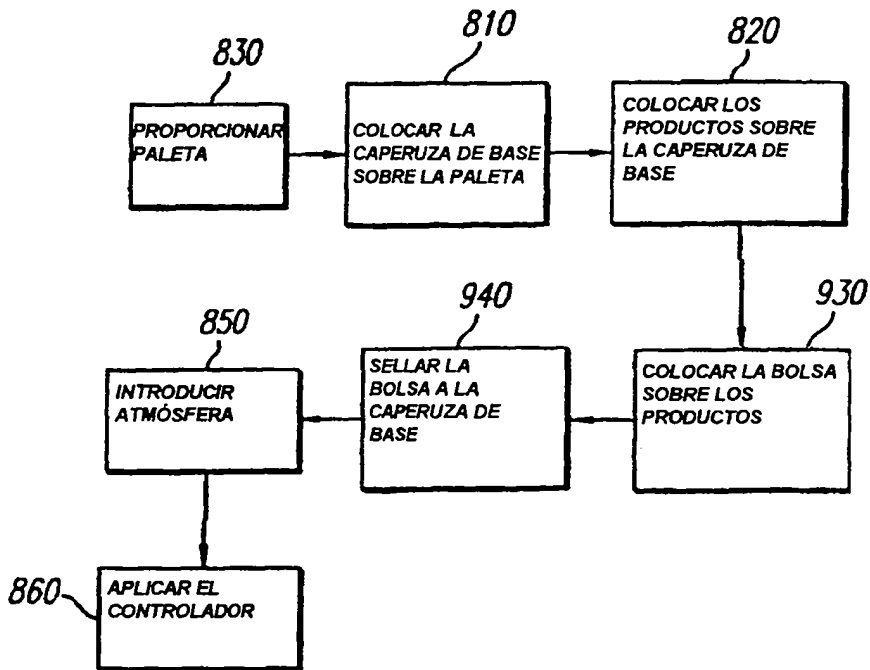 830
PROPORCIONAR
PALETA
810
COLOCAR LA
CAPERUZA DE BASE
SOBRE LA PALETA
820
COLOCAR LOS
PRODUCTOS SOBRE
LA CAPERUZA DE
BASE
930
COLOCAR LA BOLSA
SOBRE LOS
PRODUCTOS
940
SELLAR LA
BOLSA A LA
CAPERUZA DE
BASE
850
INTRODUCIR
ATMÓSFERA
860
APLICAR EL
CONTROLADOR